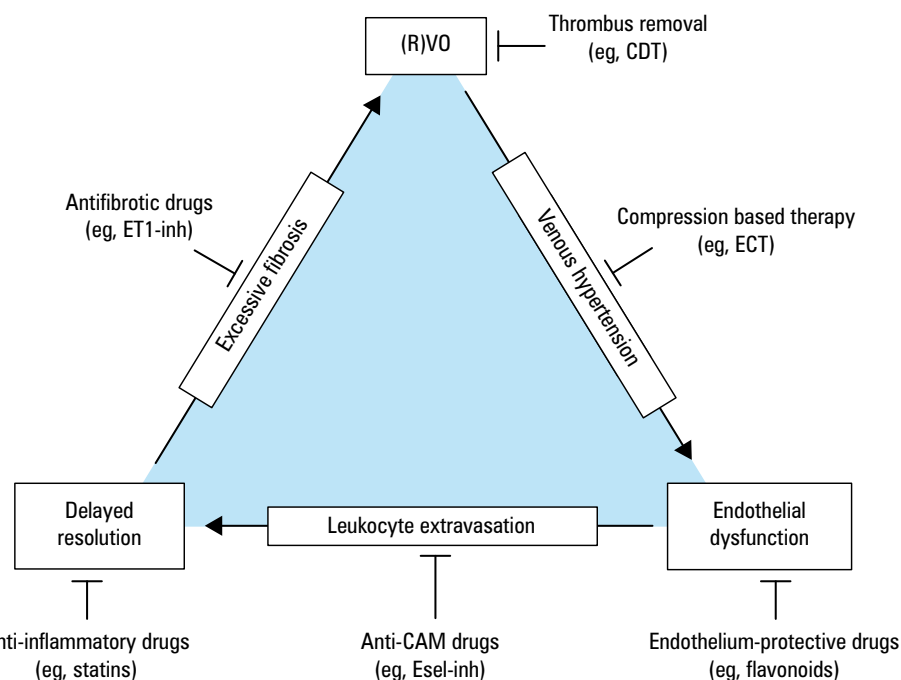 (R)VO
Thrombus removal
(eg, CDT)
Antifibrotic drugs
(eg, ET1-inh)
Excessive fibrosis
Venous hypertension
Compression based therapy
(eg, ECT)
Delayed
resolution
Leukocyte extravasation
Endothelial
dysfunction
nti-inflammatory drugs
(eg, statins)
Anti-CAM drugs
(eg, Esel-inh)
Endothelium-protective drugs
(eg, flavonoids)